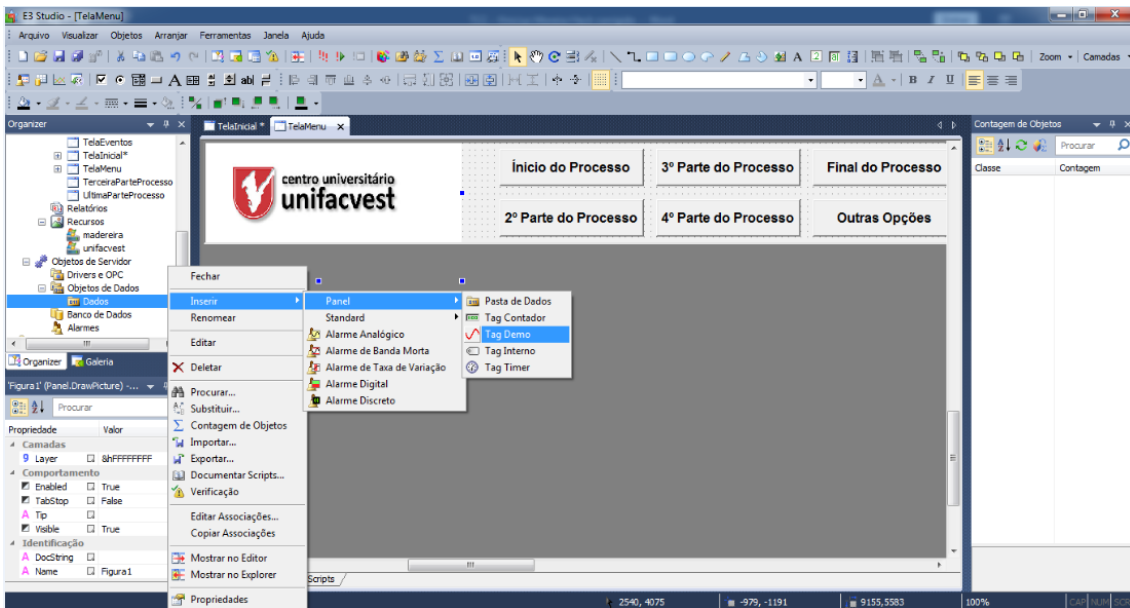 E3 Studio - [TelaMenu]
Arquivo Visualizar Objetos Arranjar Ferramentas Janela Ajuda
Zoom Camadas
B I U
Organizer
TelaInicial * TelaMenu X
Contagem de Objetos
TelaEventos
TelaInicial*
TelaMenu
TerceiraParteProcesso
UltimaParteProcesso
Relatórios
Recursos
madereira
unifacvest
Objetos de Servidor
Drivers e OPC
Objetos de Dados
Dados
Banco de Dados
Alarmes
Organizer Galeria
centro universitário
unifacvest
Ínicio do Processo 3º Parte do Processo Final do Processo
2º Parte do Processo 4º Parte do Processo Outras Opções
Procurar
Classe Contagem
Fechar
Inserir
Renomear
Editar
Deletar
Procurar...
Substituir...
Contagem de Objetos
Importar...
Exportar...
Documentar Scripts...
Verificação
Editar Associações...
Copiar Associações
Mostrar no Editor
Mostrar no Explorer
Propriedades
Panel
Standard
Alarme Analógico
Alarme de Banda Morta
Alarme de Taxa de Variação
Alarme Digital
Alarme Discreto
Pasta de Dados
Tag Contador
Tag Demo
Tag Interno
Tag Timer
'Figura1' (Panel.DrawPicture) -...
Procurar
Propriedade Valor
Camadas
Layer &hFFFFFFFF
Comportamento
Enabled True
TabStop False
Tip
Visible True
Identificação
DocString
Name Figura1
Scripts
2540, 4075 -979, -1191 9155,5583 100% CAP NUM SCR